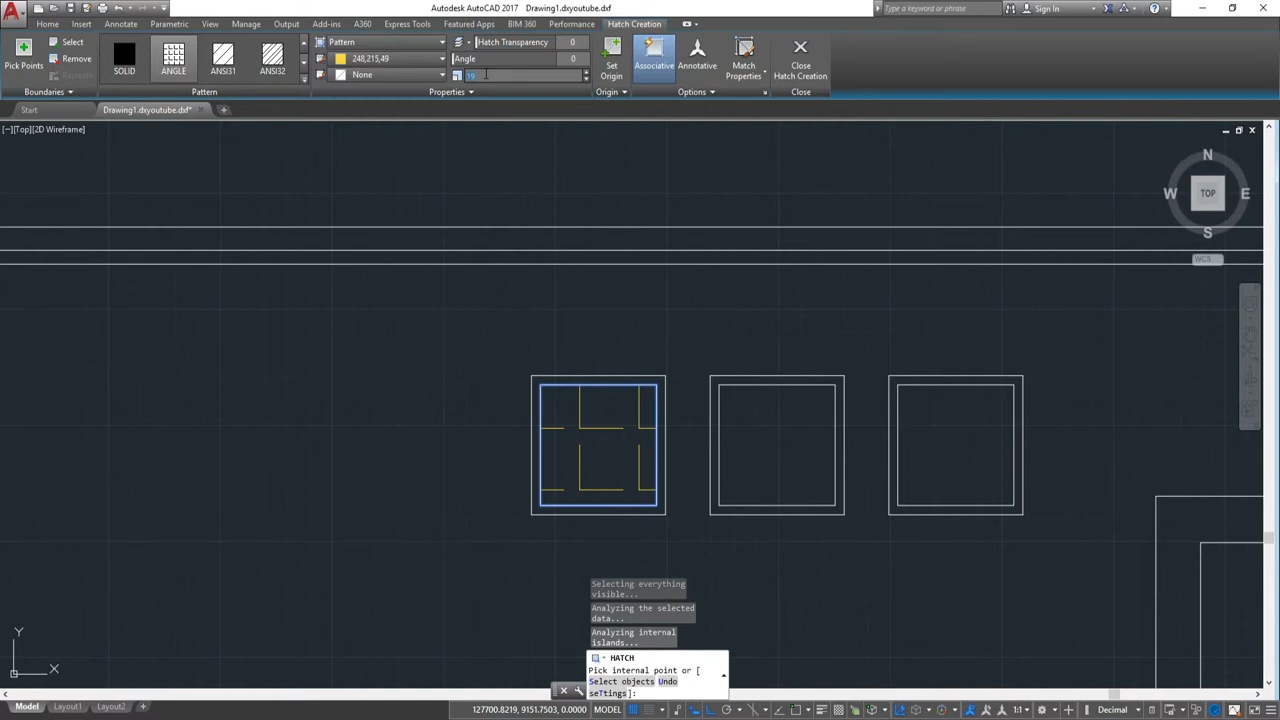 Autodesk AutoCAD 2017 Drawing1.dxyoutube.dxf
Type a keyword or phrase
Sign In
Home Insert Annotate Parametric View Manage Output Add-ins A360 Express Tools Featured Apps BIM 360 Performance Hatch Creation
Pick Points
Select
Remove
Boundaries
SOLID ANGLE ANSI31 ANSI32
Pattern
Pattern Hatch Transparency 0
248,215,49 Angle 0
None 19
Properties
Set Origin
Origin
Associative Annotative Match Properties
Options
Close Hatch Creation
Close
Start Drawing1.dxyoutube.dxf*
[−][Top][2D Wireframe]
N
W TOP E
S
WCS
Selecting everything
visible...
Analyzing the selected
data...
Analyzing internal
islands...
HATCH
Pick internal point or [
Select objects Undo
seTtings]:
Y
X
Model Layout1 Layout2 127700.8219, 9151.7503, 0.0000 MODEL 1:1 Decimal